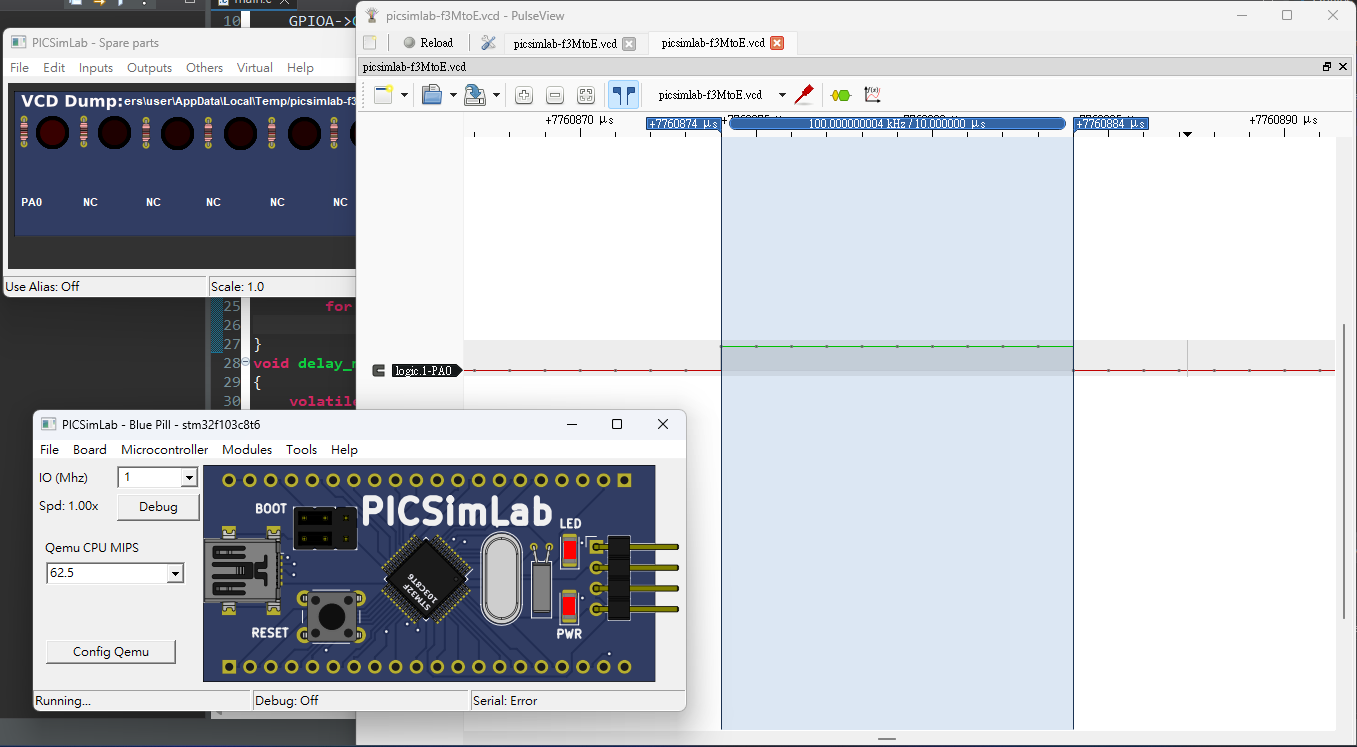 main.c
10 GPIOA->
picsimlab-f3MtoE.vcd - PulseView
PICSimLab - Spare parts
File Edit Inputs Outputs Others Virtual Help
VCD Dump:ers\user\AppData\Local\Temp/picsimlab-f3
PA0 NC NC NC NC NC
Use Alias: Off Scale: 1.0
Reload picsimlab-f3MtoE.vcd picsimlab-f3MtoE.vcd
picsimlab-f3MtoE.vcd
picsimlab-f3MtoE.vcd
+7760870 μs +7760890 μs
+7760874 μs 100.000000004 kHz / 10.000000 μs +7760884 μs
logic.1-PA0
25 for
26
27 }
28 void delay_
29 {
30 volatile
PICSimLab - Blue Pill - stm32f103c8t6
File Board Microcontroller Modules Tools Help
IO (Mhz) 1
Spd: 1.00x Debug
Qemu CPU MIPS
62.5
Config Qemu
BOOT
PICSimLab
LED
STM32F
103C8T6
RESET
PWR
Running... Debug: Off Serial: Error